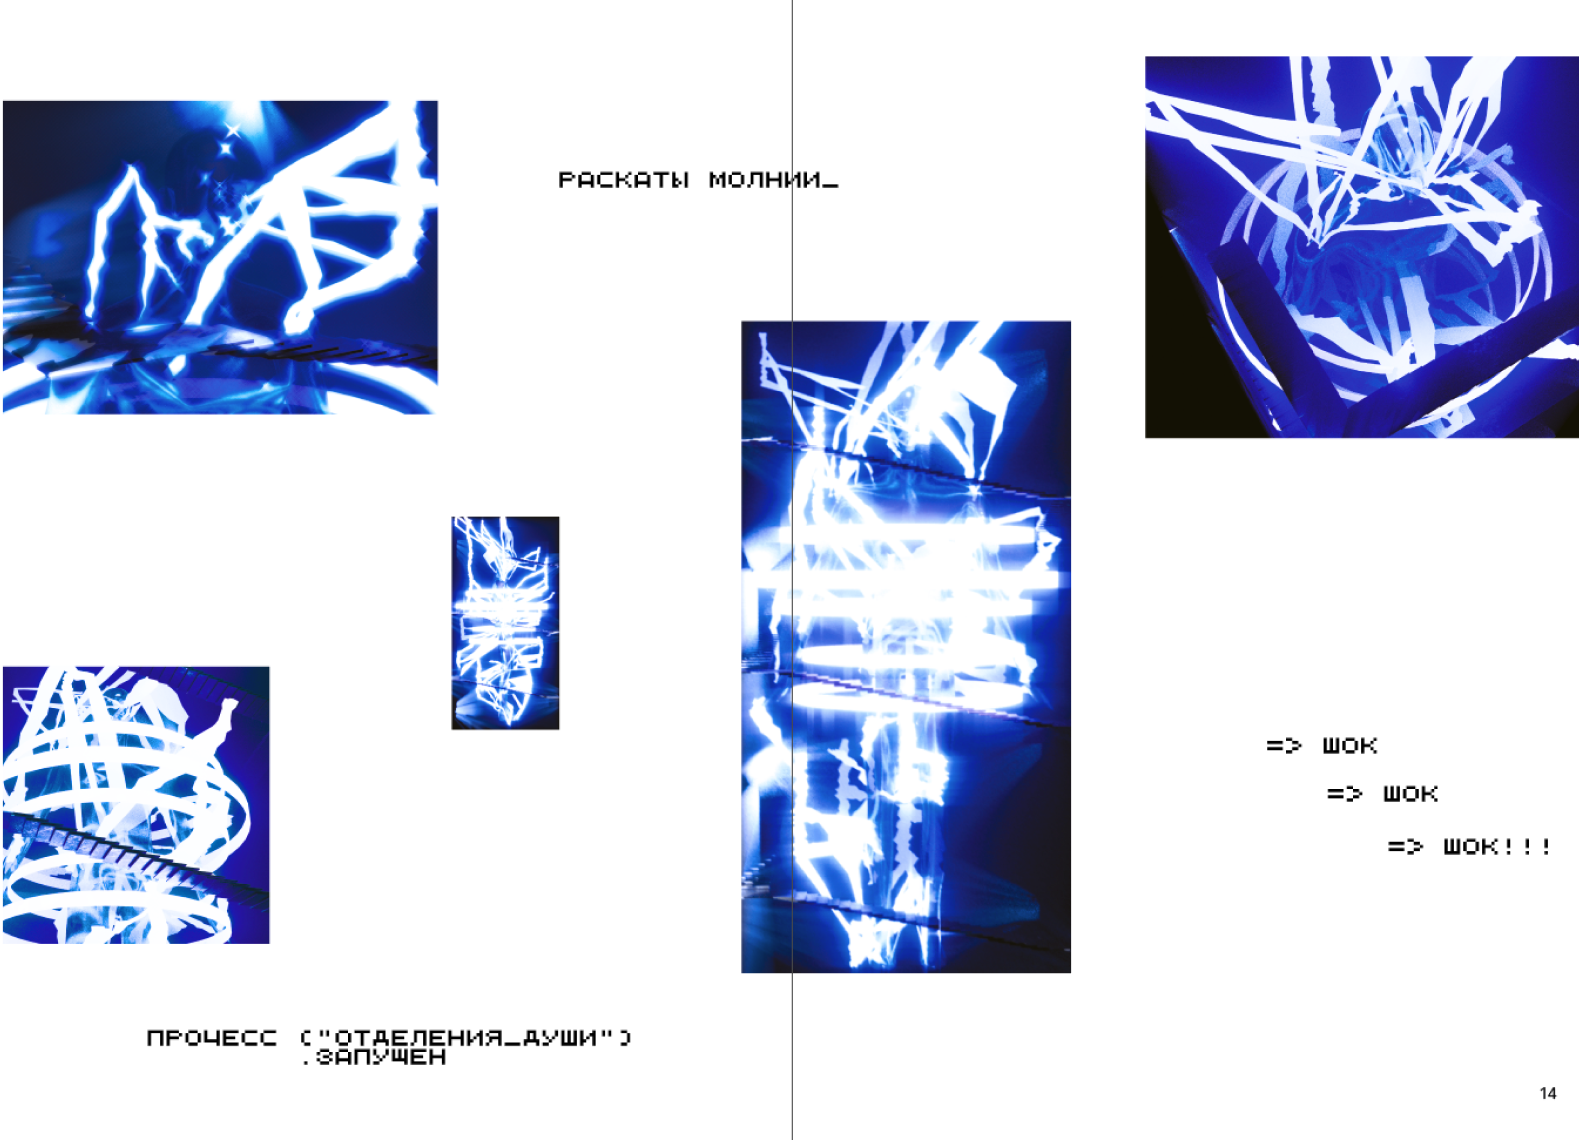 РАСКАТЫ МОЛНИИ_
=> ШОК
=> ШОК
=> ШОК!!!
ПРОЦЕСС ("ОТДЕЛЕНИЯ_ДУШИ")
.ЗАПУЩЕН
14